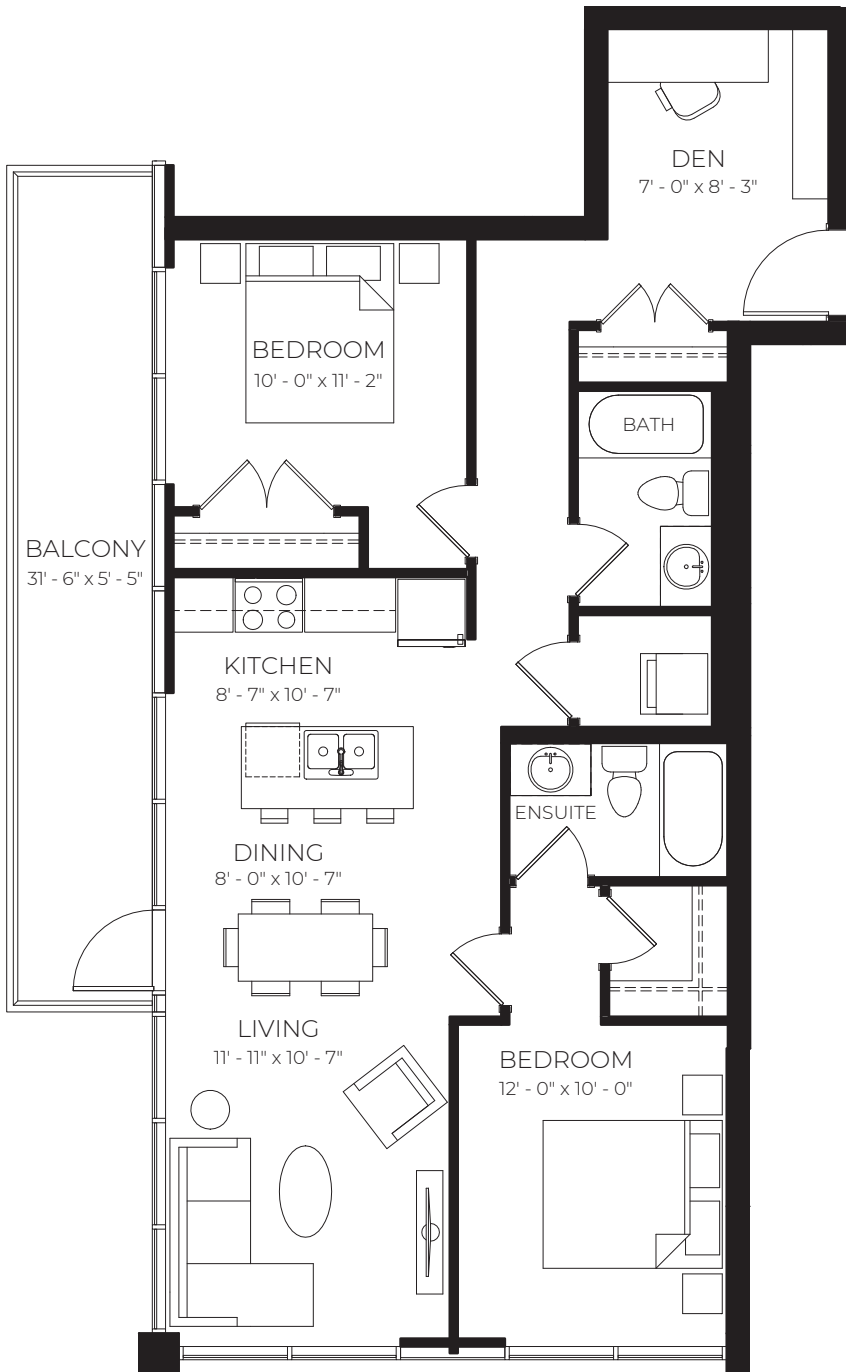 DEN
7' - 0" x 8' - 3"
BEDROOM
10' - 0" x 11' - 2"
BATH
BALCONY
31' - 6" x 5' - 5"
KITCHEN
8' - 7" x 10' - 7"
ENSUITE
DINING
8' - 0" x 10' - 7"
LIVING
11' - 11" x 10' - 7"
BEDROOM
12' - 0" x 10' - 0"